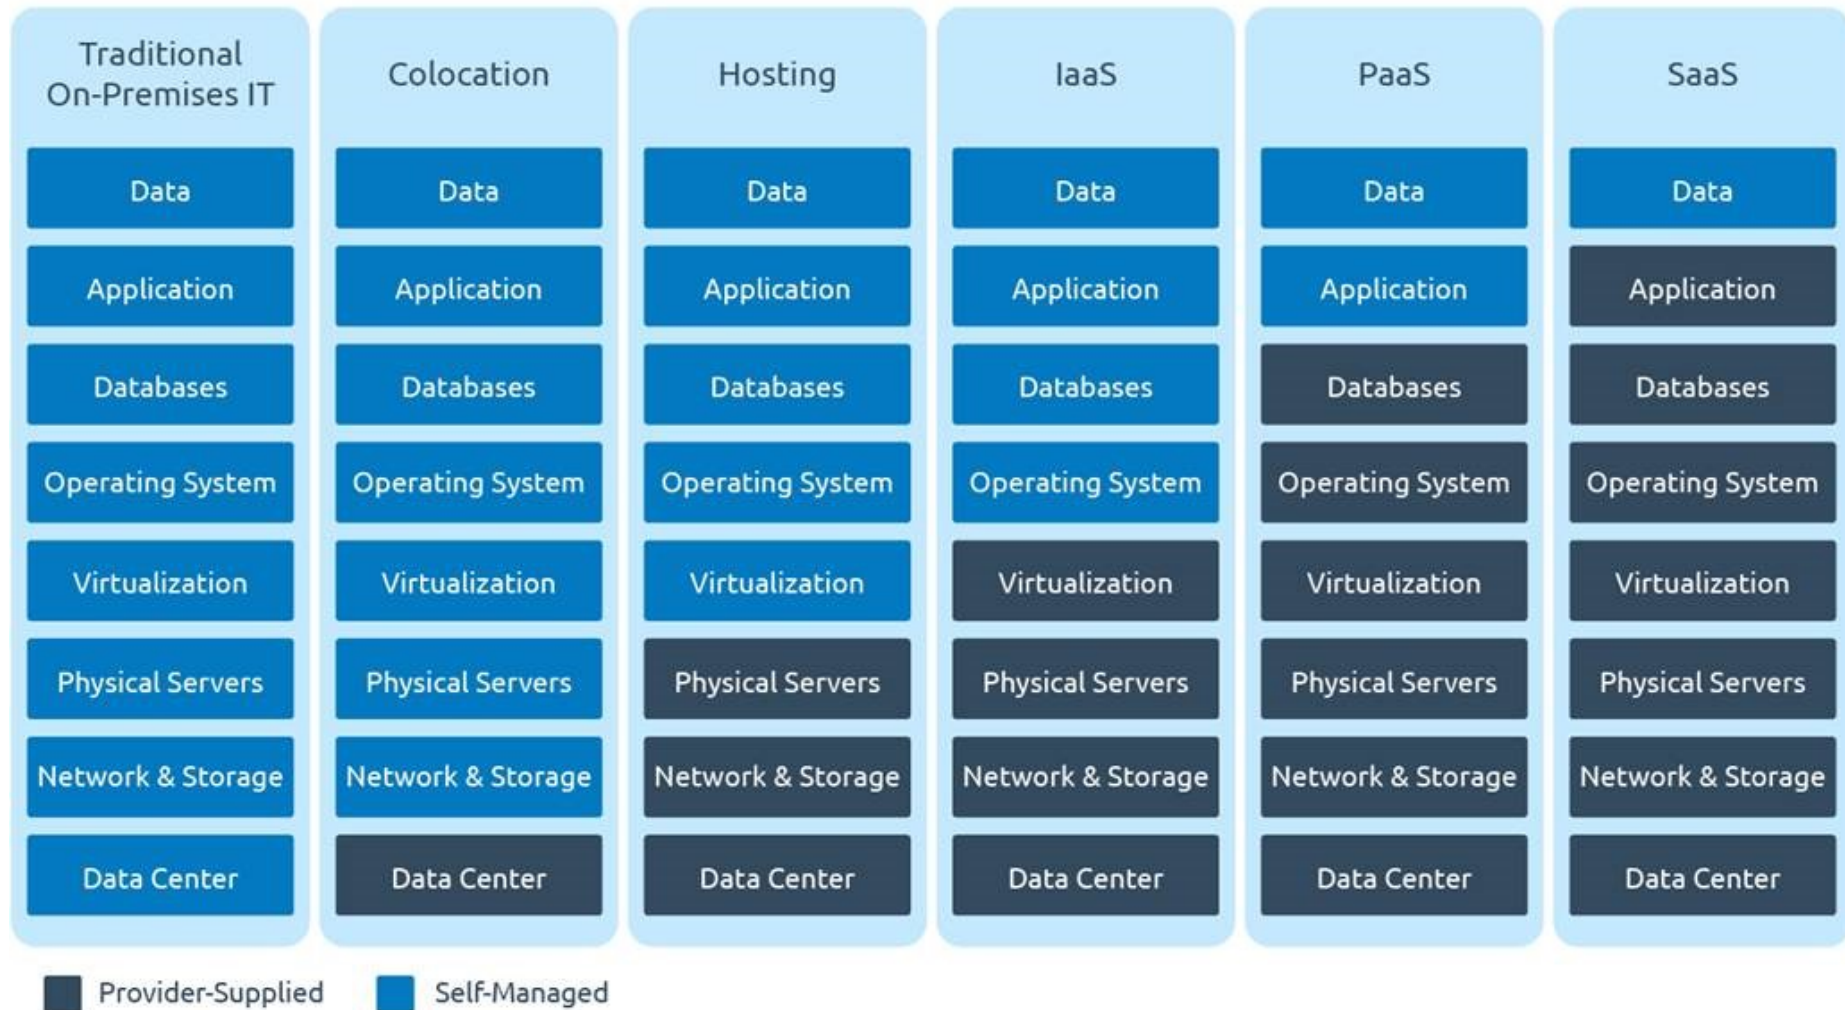 Traditional
On-Premises IT
Colocation
Hosting
IaaS
PaaS
SaaS
Data
Data
Data
Data
Data
Data
Application
Application
Application
Application
Application
Application
Databases
Databases
Databases
Databases
Databases
Databases
Operating System
Operating System
Operating System
Operating System
Operating System
Operating System
Virtualization
Virtualization
Virtualization
Virtualization
Virtualization
Virtualization
Physical Servers
Physical Servers
Physical Servers
Physical Servers
Physical Servers
Physical Servers
Network & Storage
Network & Storage
Network & Storage
Network & Storage
Network & Storage
Network & Storage
Data Center
Data Center
Data Center
Data Center
Data Center
Data Center
Provider-Supplied
Self-Managed